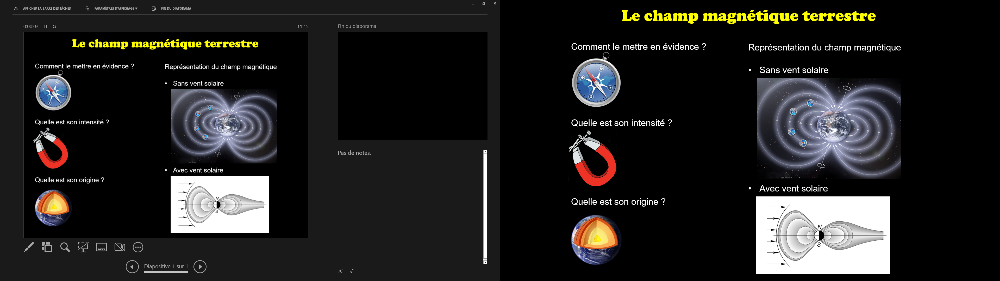 AFFICHER LA BARRE DES TÂCHES
PARAMÈTRES D'AFFICHAGE ▼
FIN DU DIAPORAMA
0:00:03
11:15
Le champ magnétique terrestre
Comment le mettre en évidence ?
N
W
E
S
Quelle est son intensité ?
Quelle est son origine ?
Représentation du champ magnétique
• Sans vent solaire
• Avec vent solaire
N
S
Diapositive 1 sur 1
Fin du diaporama
Pas de notes.
A A
Le champ magnétique terrestre
Comment le mettre en évidence ?
N
W
E
S
Quelle est son intensité ?
Quelle est son origine ?
Représentation du champ magnétique
• Sans vent solaire
• Avec vent solaire
N
S